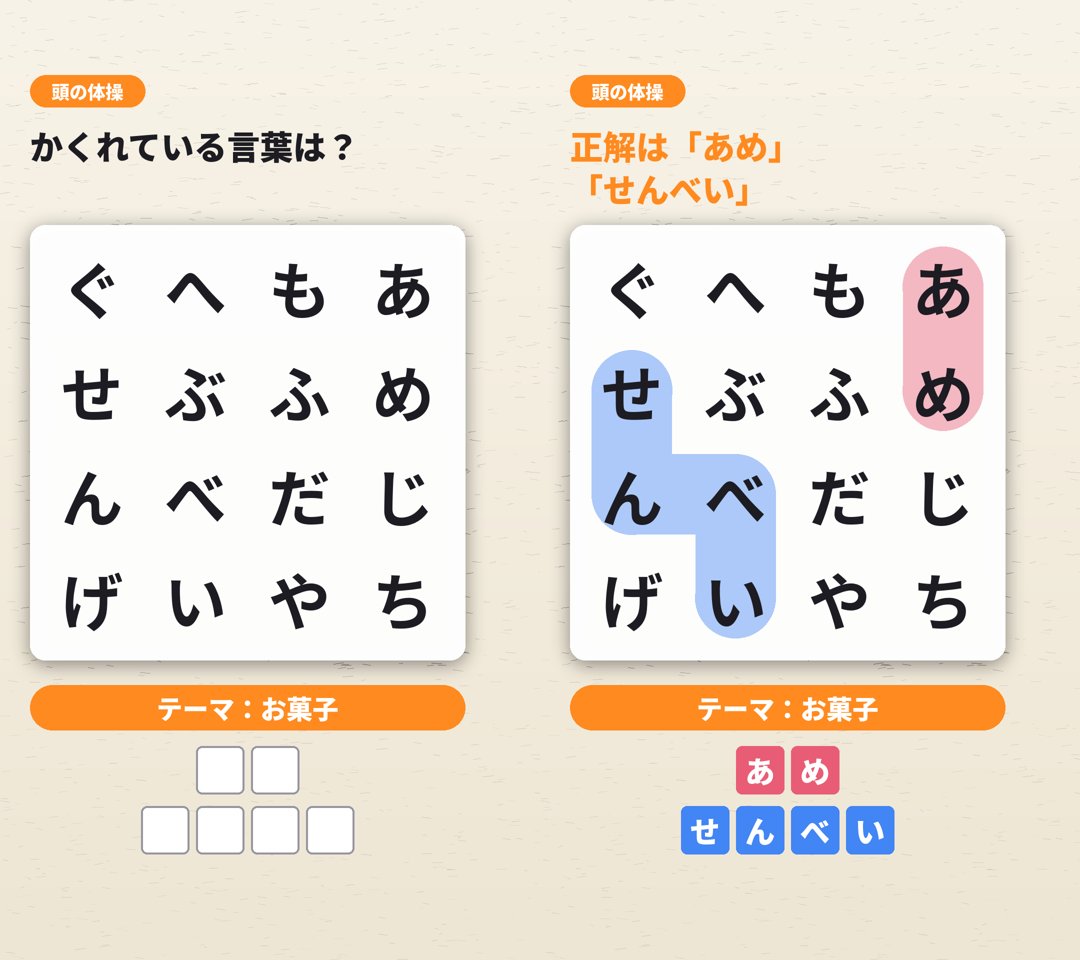 頭の体操
かくれている言葉は？
ぐへもあ
せぶふめ
んべだじ
げいやち
テーマ：お菓子
頭の体操
正解は「あめ」
「せんべい」
ぐへもあ
せぶふめ
んべだじ
げいやち
テーマ：お菓子
あめ
せんべい